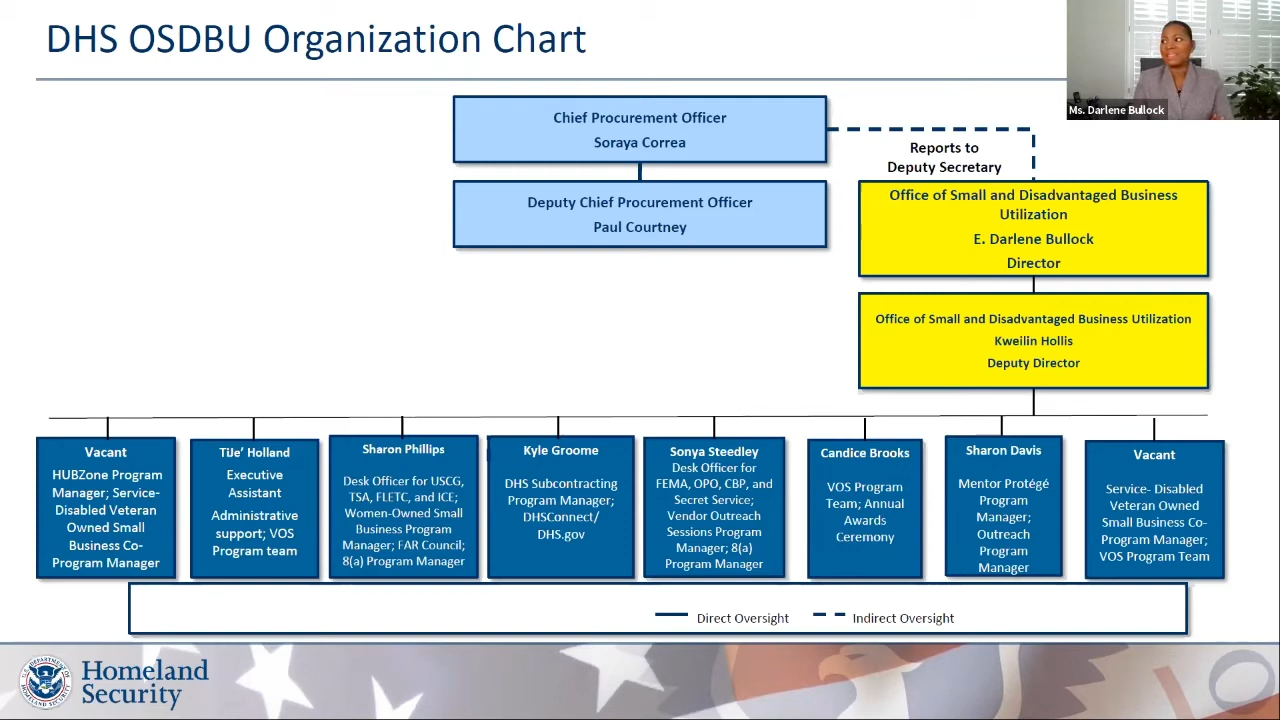 DHS OSDBU Organization Chart
Ms. Darlene Bullock
Chief Procurement Officer
Soraya Correa
Reports to
Deputy Secretary
Deputy Chief Procurement Officer
Paul Courtney
Office of Small and Disadvantaged Business
Utilization
E. Darlene Bullock
Director
Office of Small and Disadvantaged Business Utilization
Kweilin Hollis
Deputy Director
Vacant
HUBZone Program
Manager; Service-
Disabled Veteran
Owned Small
Business Co-
Program Manager
TiJe’ Holland
Executive
Assistant
Administrative
support; VOS
Program team
Sharon Phillips
Desk Officer for USCG,
TSA, FLETC, and ICE;
Women-Owned Small
Business Program
Manager; FAR Council;
8(a) Program Manager
Kyle Groome
DHS Subcontracting
Program Manager;
DHSConnect/
DHS.gov
Sonya Steedley
Desk Officer for
FEMA, OPO, CBP, and
Secret Service;
Vendor Outreach
Sessions Program
Manager; 8(a)
Program Manager
Candice Brooks
VOS Program
Team; Annual
Awards
Ceremony
Sharon Davis
Mentor Protégé
Program
Manager;
Outreach
Program
Manager
Vacant
Service- Disabled
Veteran Owned
Small Business Co-
Program Manager;
VOS Program Team
Direct Oversight
Indirect Oversight
Homeland
Security